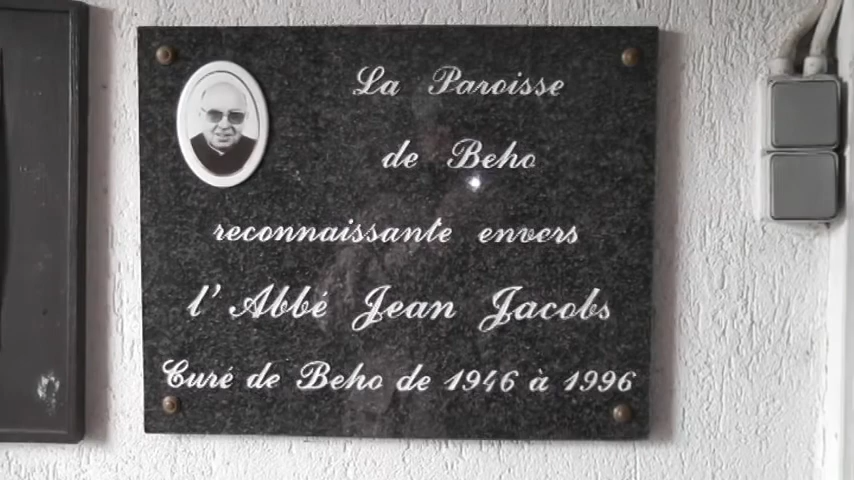 La Paroisse
de Beho
reconnaissante envers
l'Abbé Jean Jacobs
Curé de Beho de 1946 à 1996